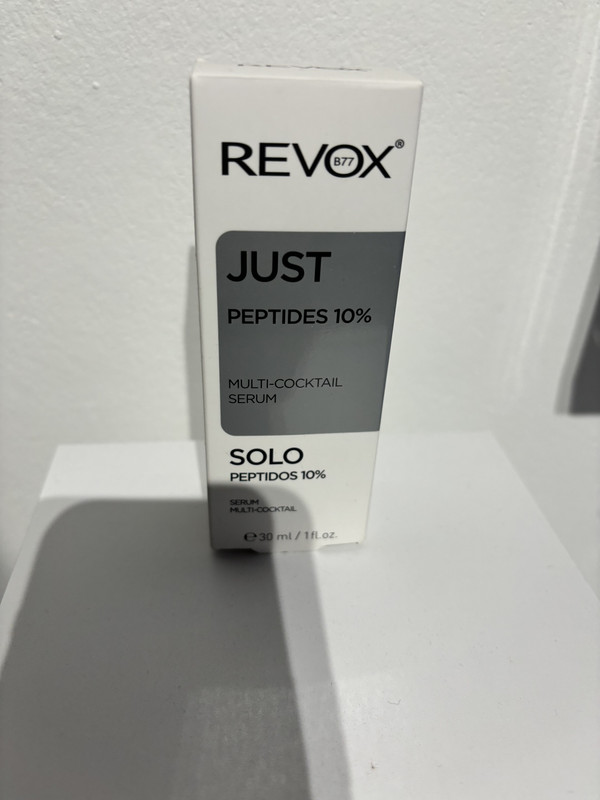 REVOX®
B77
JUST
PEPTIDES 10%
MULTI-COCKTAIL
SERUM
SOLO
PEPTIDOS 10%
SERUM
MULTI-COCKTAIL
℮ 30 ml / 1 fl.oz.